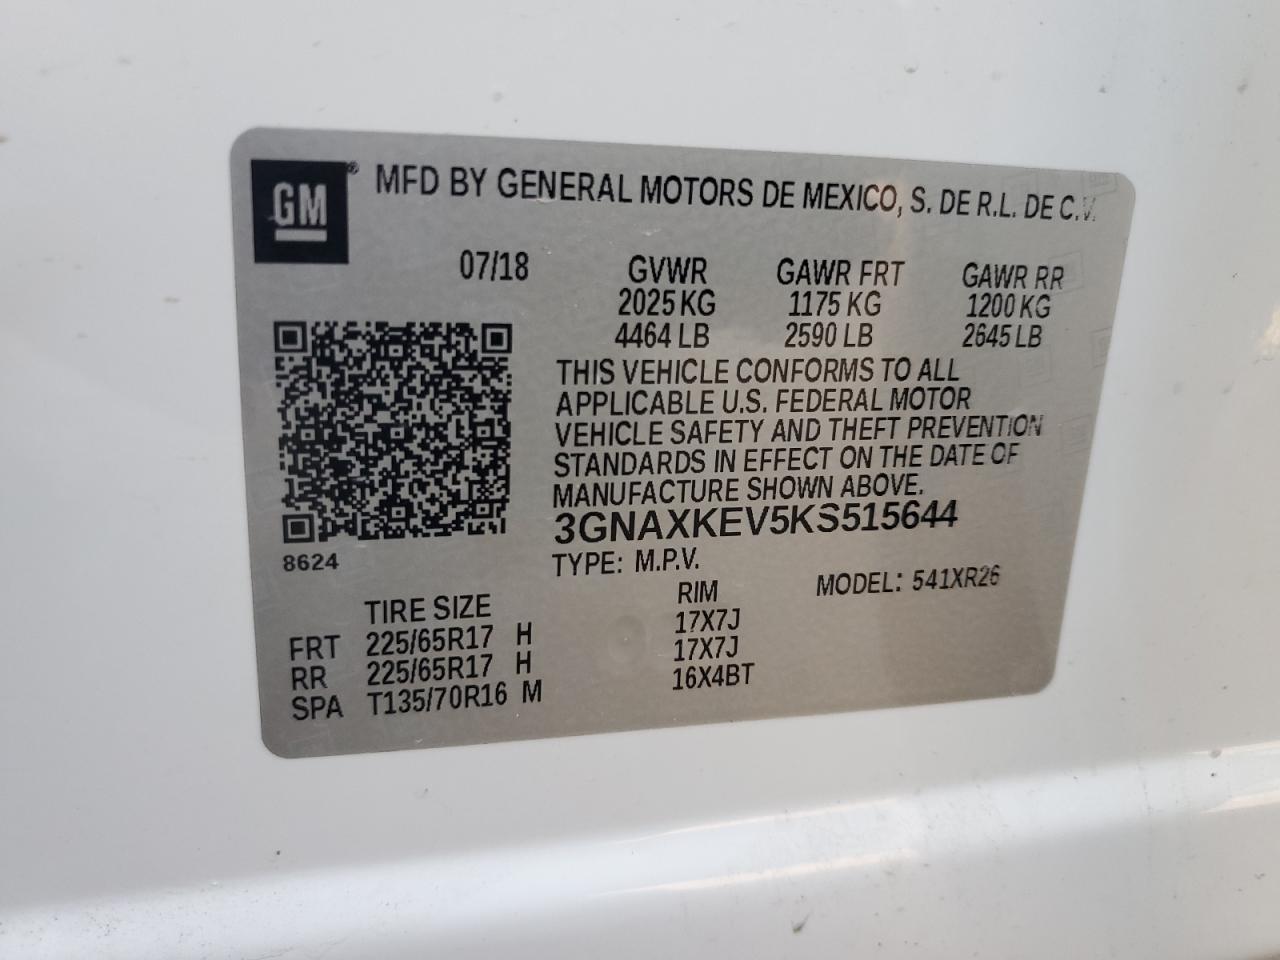 GM ® MFD BY GENERAL MOTORS DE MEXICO, S. DE R.L. DE C.V.
07/18 GVWR GAWR FRT GAWR RR
2025 KG 1175 KG 1200 KG
4464 LB 2590 LB 2645 LB
THIS VEHICLE CONFORMS TO ALL
APPLICABLE U.S. FEDERAL MOTOR
VEHICLE SAFETY AND THEFT PREVENTION
STANDARDS IN EFFECT ON THE DATE OF
MANUFACTURE SHOWN ABOVE.
3GNAXKEV5KS515644
8624
TYPE: M.P.V. MODEL: 541XR26
TIRE SIZE RIM
FRT 225/65R17 H 17X7J
RR 225/65R17 H 17X7J
SPA T135/70R16 M 16X4BT